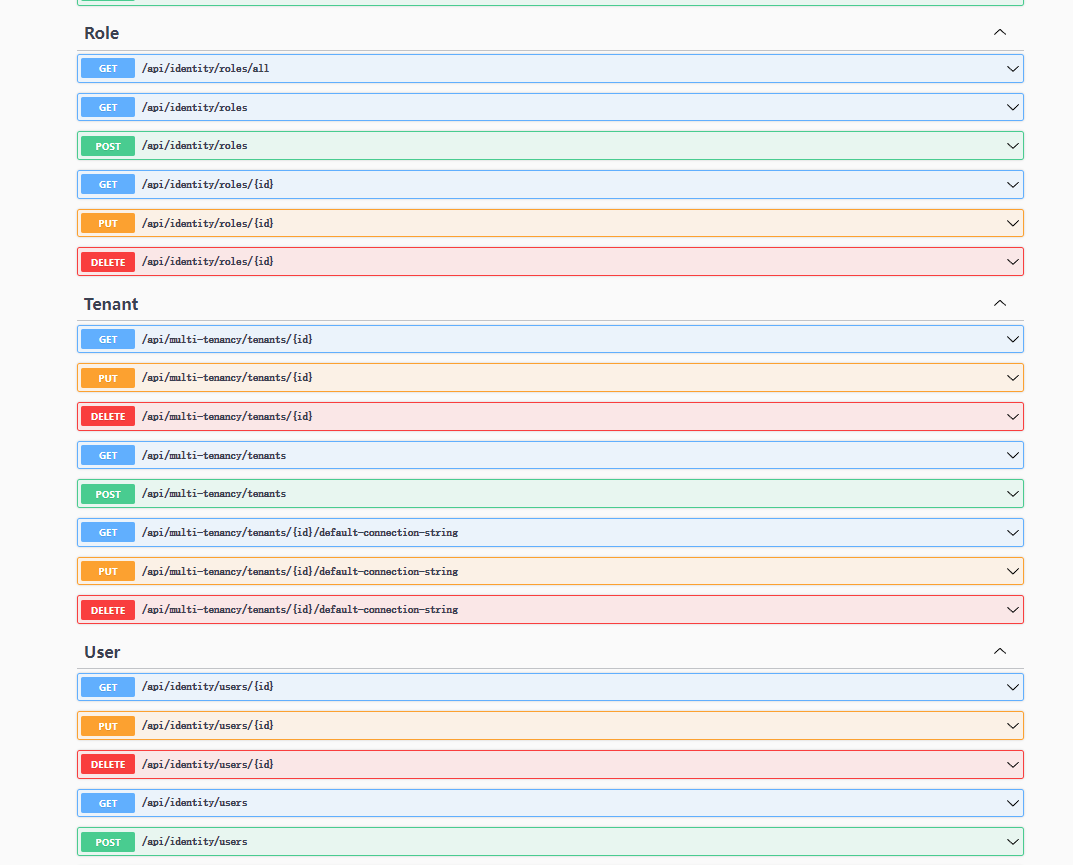 Role
GET /api/identity/roles/all
GET /api/identity/roles
POST /api/identity/roles
GET /api/identity/roles/{id}
PUT /api/identity/roles/{id}
DELETE /api/identity/roles/{id}
Tenant
GET /api/multi-tenancy/tenants/{id}
PUT /api/multi-tenancy/tenants/{id}
DELETE /api/multi-tenancy/tenants/{id}
GET /api/multi-tenancy/tenants
POST /api/multi-tenancy/tenants
GET /api/multi-tenancy/tenants/{id}/default-connection-string
PUT /api/multi-tenancy/tenants/{id}/default-connection-string
DELETE /api/multi-tenancy/tenants/{id}/default-connection-string
User
GET /api/identity/users/{id}
PUT /api/identity/users/{id}
DELETE /api/identity/users/{id}
GET /api/identity/users
POST /api/identity/users